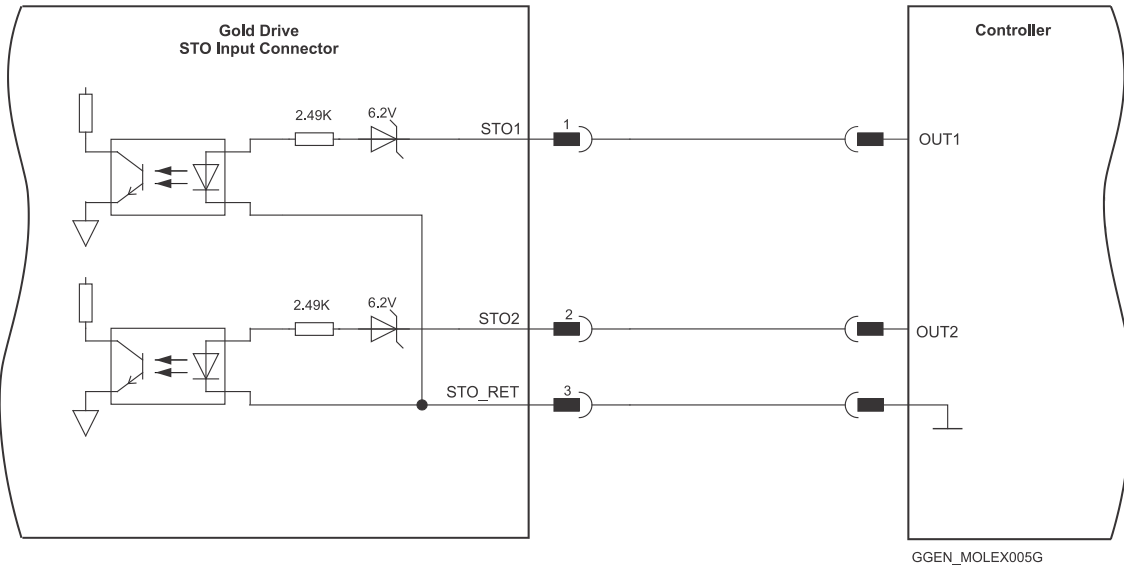 Gold Drive
STO Input Connector
Controller
2.49K
6.2V
STO1
1
OUT1
2.49K
6.2V
STO2
2
OUT2
STO_RET
3
GGEN_MOLEX005G